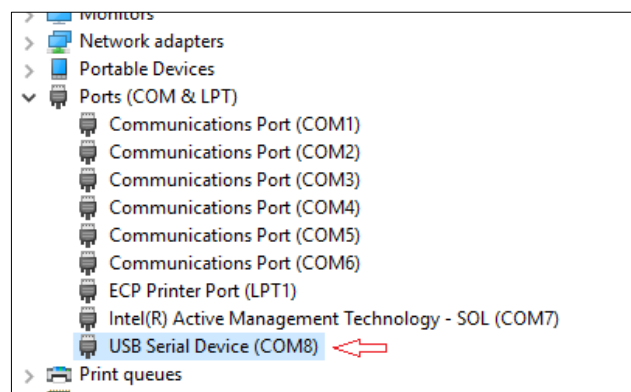 Monitors
Network adapters
Portable Devices
Ports (COM & LPT)
Communications Port (COM1)
Communications Port (COM2)
Communications Port (COM3)
Communications Port (COM4)
Communications Port (COM5)
Communications Port (COM6)
ECP Printer Port (LPT1)
Intel(R) Active Management Technology - SOL (COM7)
USB Serial Device (COM8)
Print queues